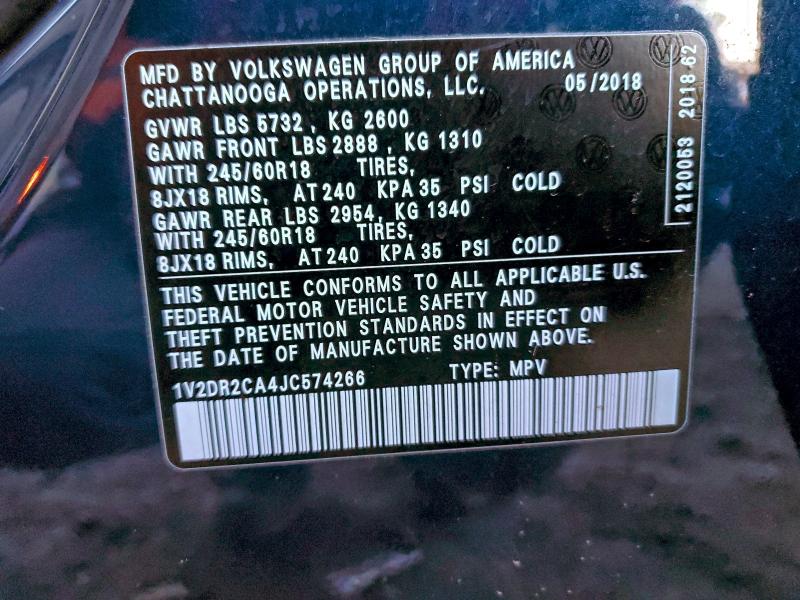 MFD BY VOLKSWAGEN GROUP OF AMERICA
CHATTANOOGA OPERATIONS, LLC. 05/2018
GVWR LBS 5732, KG 2600
GAWR FRONT LBS 2888, KG 1310
WITH 245/60R18 TIRES,
8JX18 RIMS, AT 240 KPA 35 PSI COLD
GAWR REAR LBS 2954, KG 1340
WITH 245/60R18 TIRES,
8JX18 RIMS, AT 240 KPA 35 PSI COLD
THIS VEHICLE CONFORMS TO ALL APPLICABLE U.S.
FEDERAL MOTOR VEHICLE SAFETY AND
THEFT PREVENTION STANDARDS IN EFFECT ON
THE DATE OF MANUFACTURE SHOWN ABOVE.
1V2DR2CA4JC574266 TYPE: MPV
2120053 2018-62